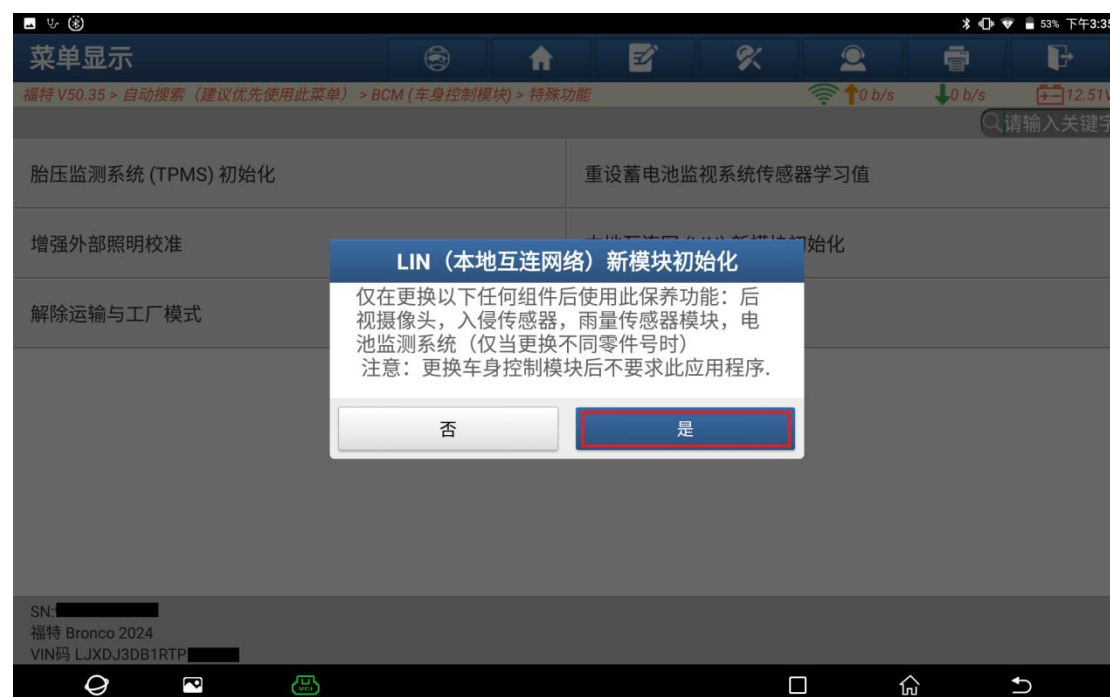 53% 下午3:35
菜单显示
福特 V50.35 > 自动搜索（建议优先使用此菜单） > BCM (车身控制模块) > 特殊功能 0 b/s 0 b/s 12.51V
请输入关键字
胎压监测系统 (TPMS) 初始化 重设蓄电池监视系统传感器学习值
增强外部照明校准 初始化
LIN（本地互连网络）新模块初始化
解除运输与工厂模式
仅在更换以下任何组件后使用此保养功能：后
视摄像头，入侵传感器，雨量传感器模块，电
池监测系统（仅当更换不同零件号时）
注意：更换车身控制模块后不要求此应用程序.
否 是
SN:
福特 Bronco 2024
VIN码 LJXDJ3DB1RTP
VCI